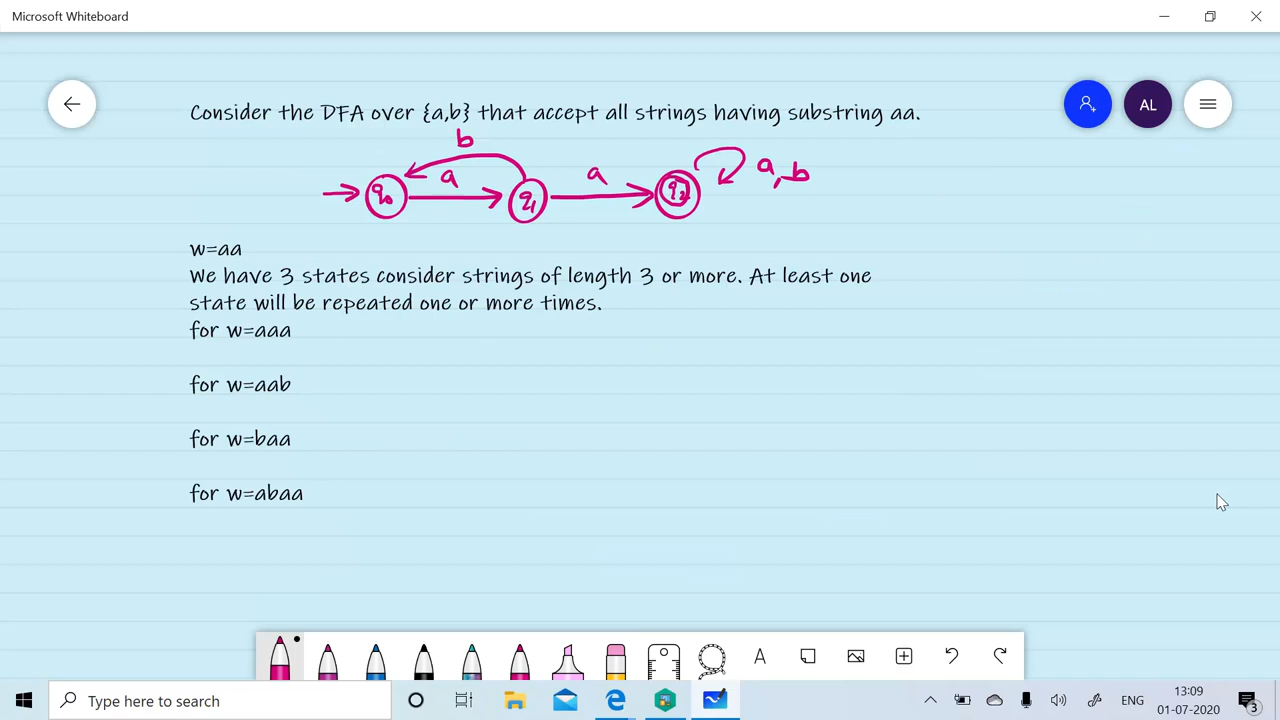 Microsoft Whiteboard
AL
Consider the DFA over {a,b} that accept all strings having substring aa.
b
a
a
a, b
q0
q1
q2
w=aa
We have 3 states consider strings of length 3 or more. At least one
state will be repeated one or more times.
for w=aaa
for w=aab
for w=baa
for w=abaa
A
Type here to search
ENG
13:09
01-07-2020
3